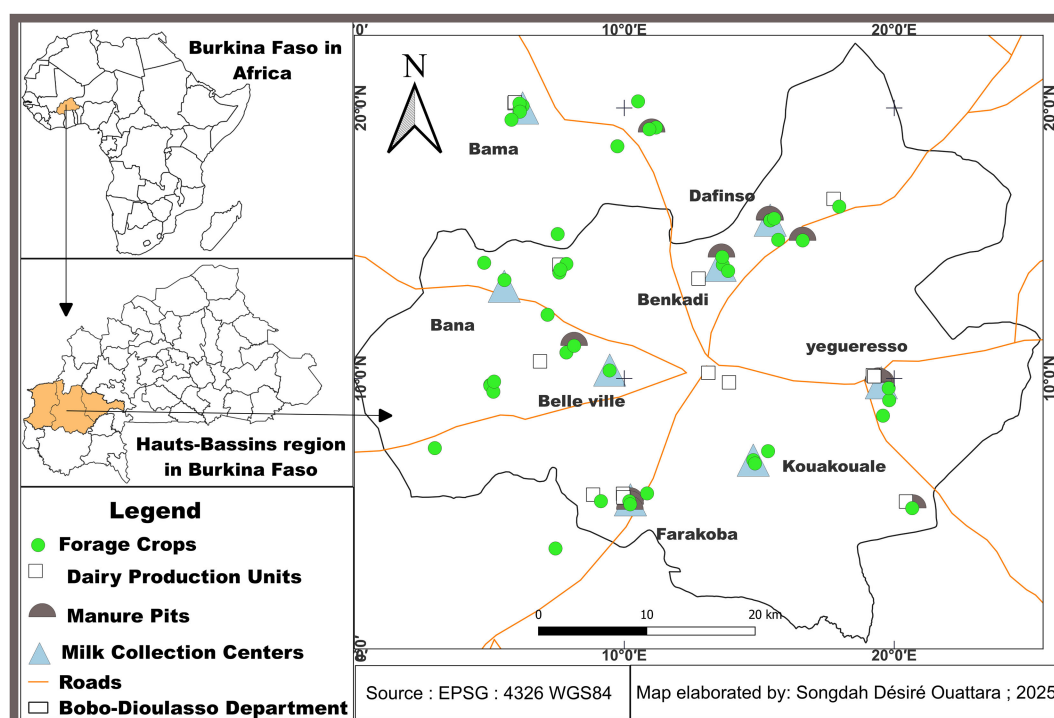 Burkina Faso in
Africa
Hauts-Bassins region
in Burkina Faso
Legend
Forage Crops
Dairy Production Units
Manure Pits
Milk Collection Centers
Roads
Bobo-Dioulasso Department
0'
10°0'E
20°0'E
20°0'N
10°0'N
N
Bama
Dafinso
Benkadi
Bana
yegueresso
Belle ville
Kouakouale
Farakoba
0
10
20 km
10°0'E
20°0'E
Source : EPSG : 4326 WGS84
Map elaborated by: Songdah Désiré Ouattara ; 2025